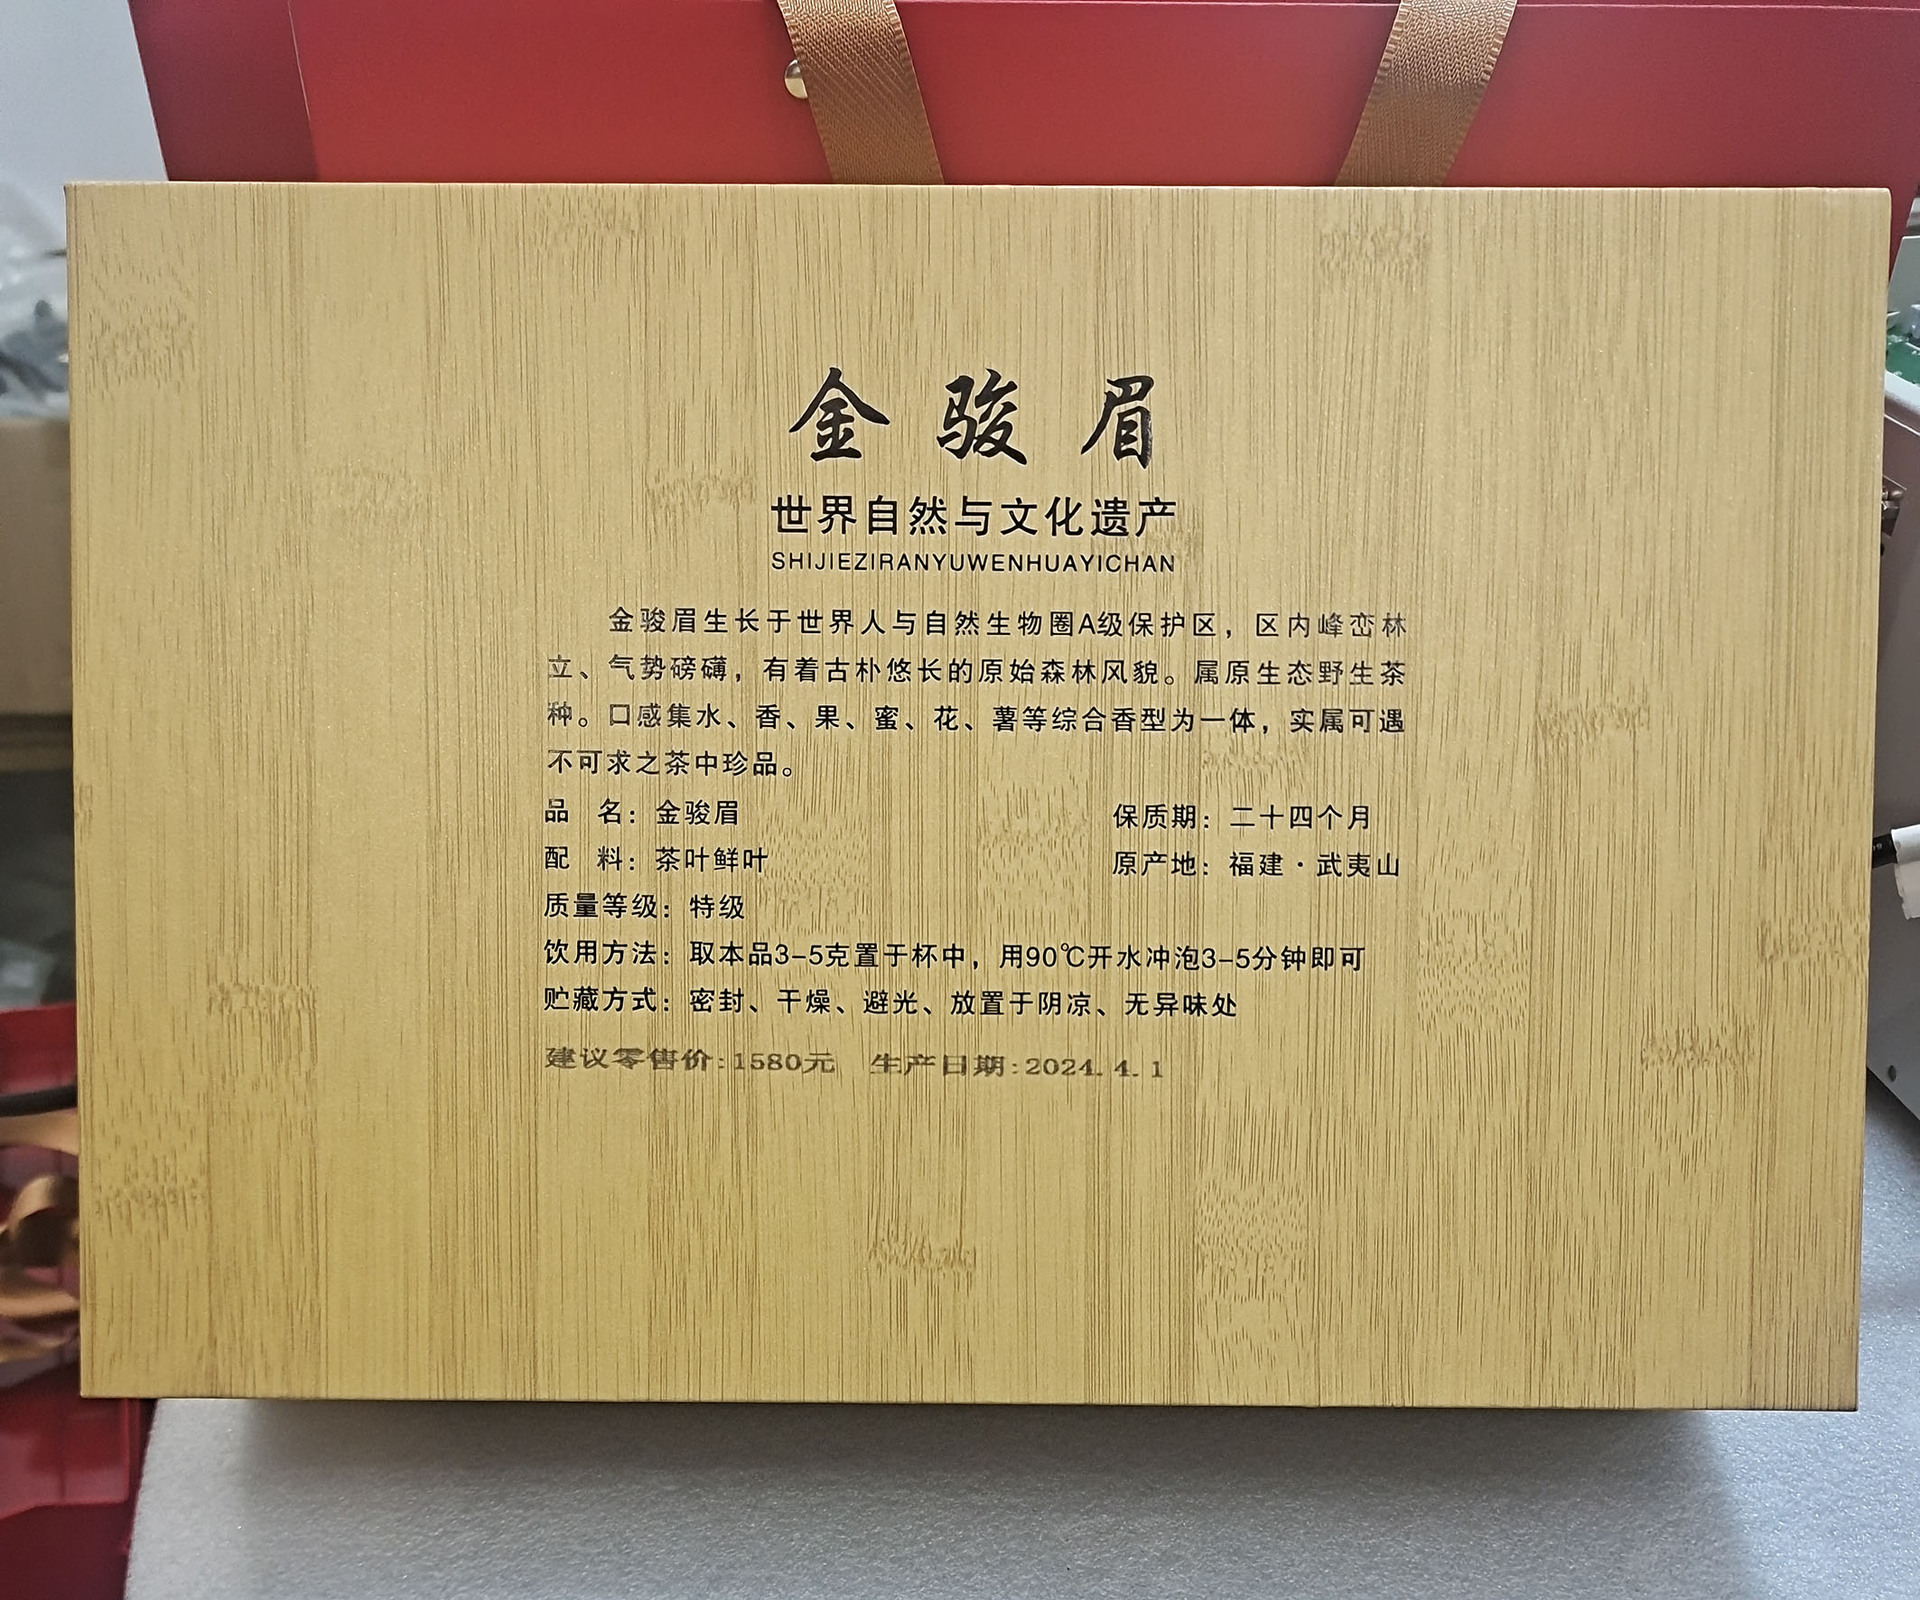 金骏眉
世界自然与文化遗产
SHIJIEZIRANYUWENHUAYICHAN
金骏眉生长于世界人与自然生物圈A级保护区，区内峰峦林
立、气势磅礴，有着古朴悠长的原始森林风貌。属原生态野生茶
种。口感集水、香、果、蜜、花、薯等综合香型为一体，实属可遇
不可求之茶中珍品。
品 名：金骏眉 保质期：二十四个月
配 料：茶叶鲜叶 原产地：福建·武夷山
质量等级：特级
饮用方法：取本品3-5克置于杯中，用90℃开水冲泡3-5分钟即可
贮藏方式：密封、干燥、避光、放置于阴凉、无异味处
建议零售价:1580元 生产日期:2024.4.1